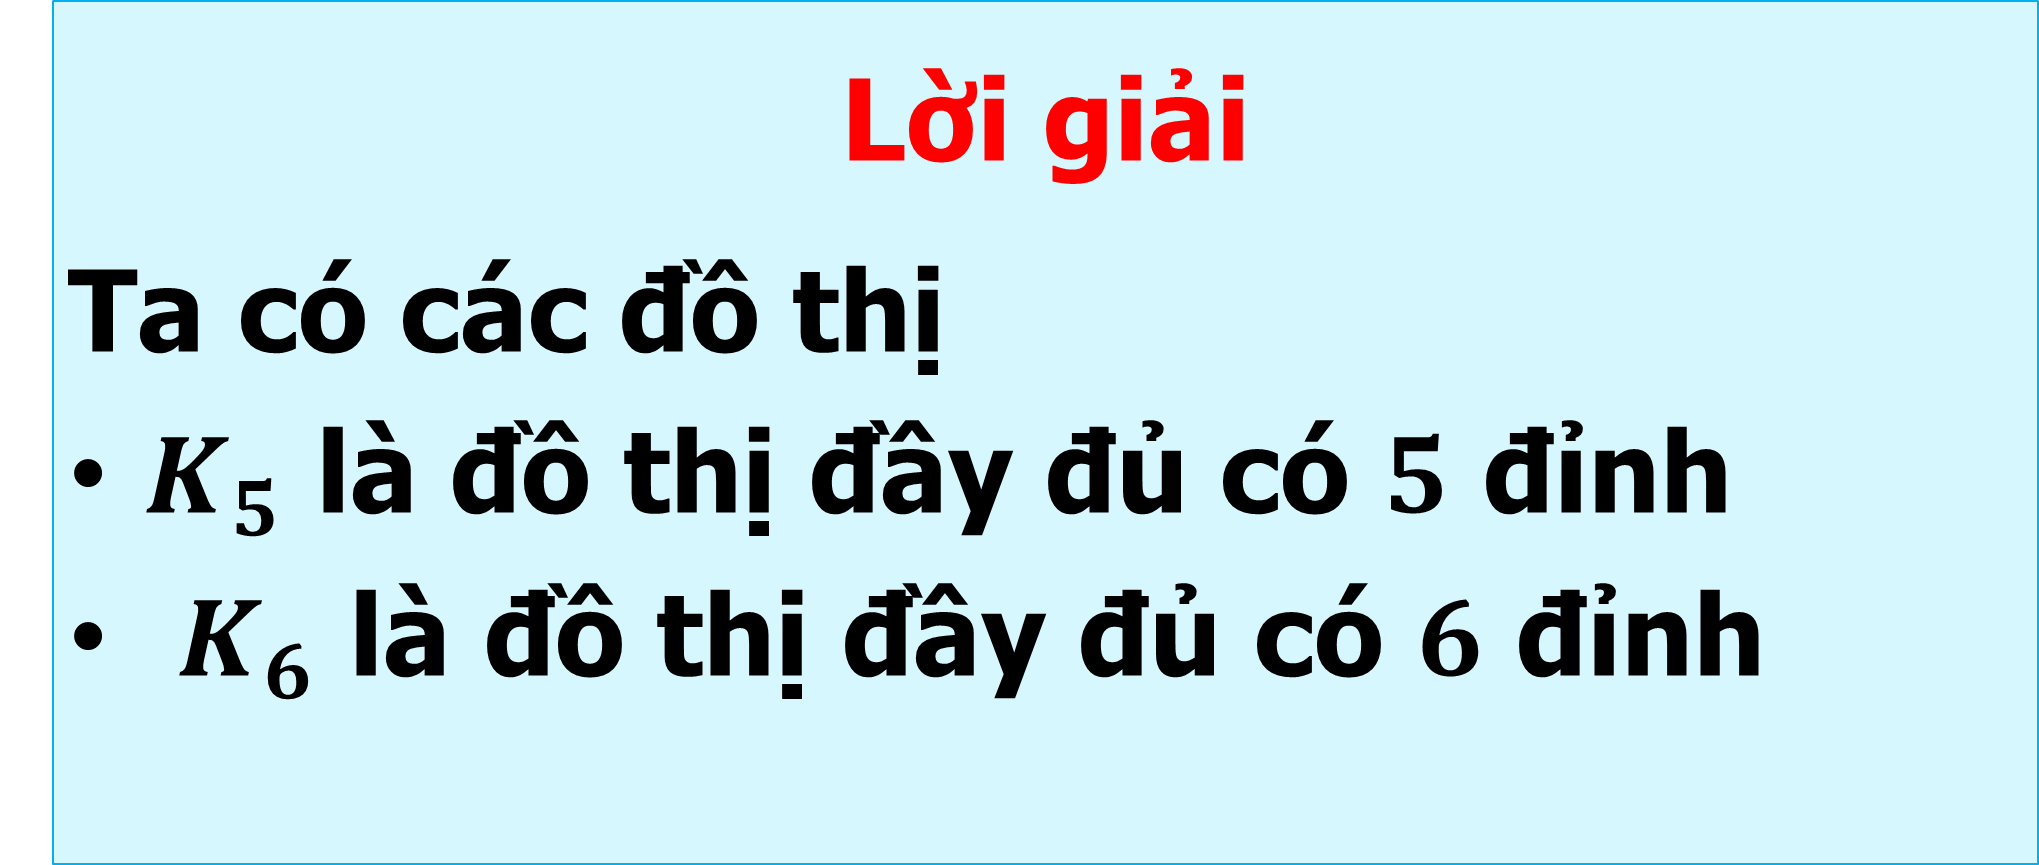 Lời giải
Ta có các đồ thị
• K₅ là đồ thị đầy đủ có 5 đỉnh
• K₆ là đồ thị đầy đủ có 6 đỉnh